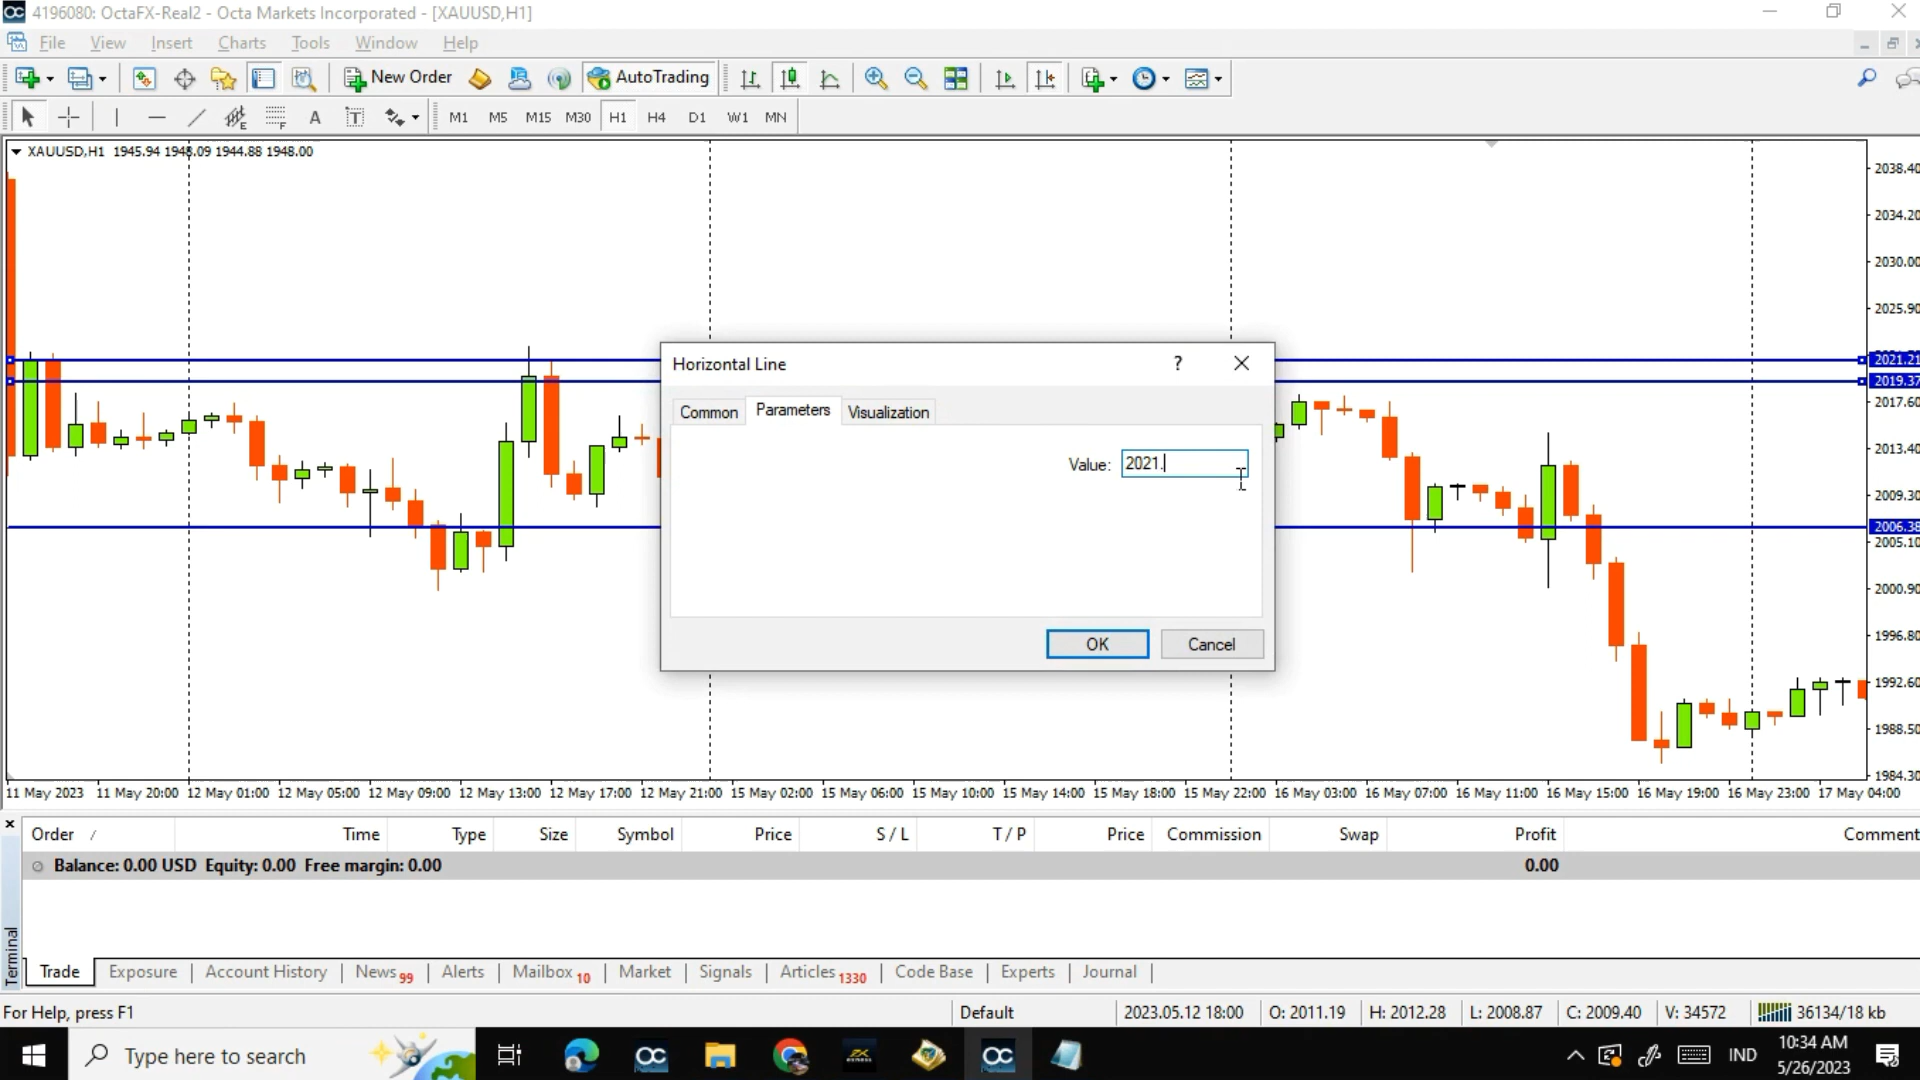 4196080: OctaFX-Real2 - Octa Markets Incorporated - [XAUUSD,H1]
File View Insert Charts Tools Window Help
New Order AutoTrading
A T M1 M5 M15 M30 H1 H4 D1 W1 MN
XAUUSD,H1 1945.94 1948.09 1944.88 1948.00
2038.40
2034.20
2030.00
2025.90
2021.21
2019.37
2017.60
2013.40
2009.30
2006.38
2005.10
2000.90
1996.80
1992.60
1988.50
1984.30
Horizontal Line ?
Common Parameters Visualization
Value: 2021.
OK Cancel
11 May 2023 11 May 20:00 12 May 01:00 12 May 05:00 12 May 09:00 12 May 13:00 12 May 17:00 12 May 21:00 15 May 02:00 15 May 06:00 15 May 10:00 15 May 14:00 15 May 18:00 15 May 22:00 16 May 03:00 16 May 07:00 16 May 11:00 16 May 15:00 16 May 19:00 16 May 23:00 17 May 04:00
Order / Time Type Size Symbol Price S / L T / P Price Commission Swap Profit Comment
Balance: 0.00 USD Equity: 0.00 Free margin: 0.00 0.00
Terminal
Trade Exposure Account History News 99 Alerts Mailbox 10 Market Signals Articles 1330 Code Base Experts Journal
For Help, press F1 Default 2023.05.12 18:00 O: 2011.19 H: 2012.28 L: 2008.87 C: 2009.40 V: 34572 36134/18 kb
Type here to search IND 10:34 AM
5/26/2023